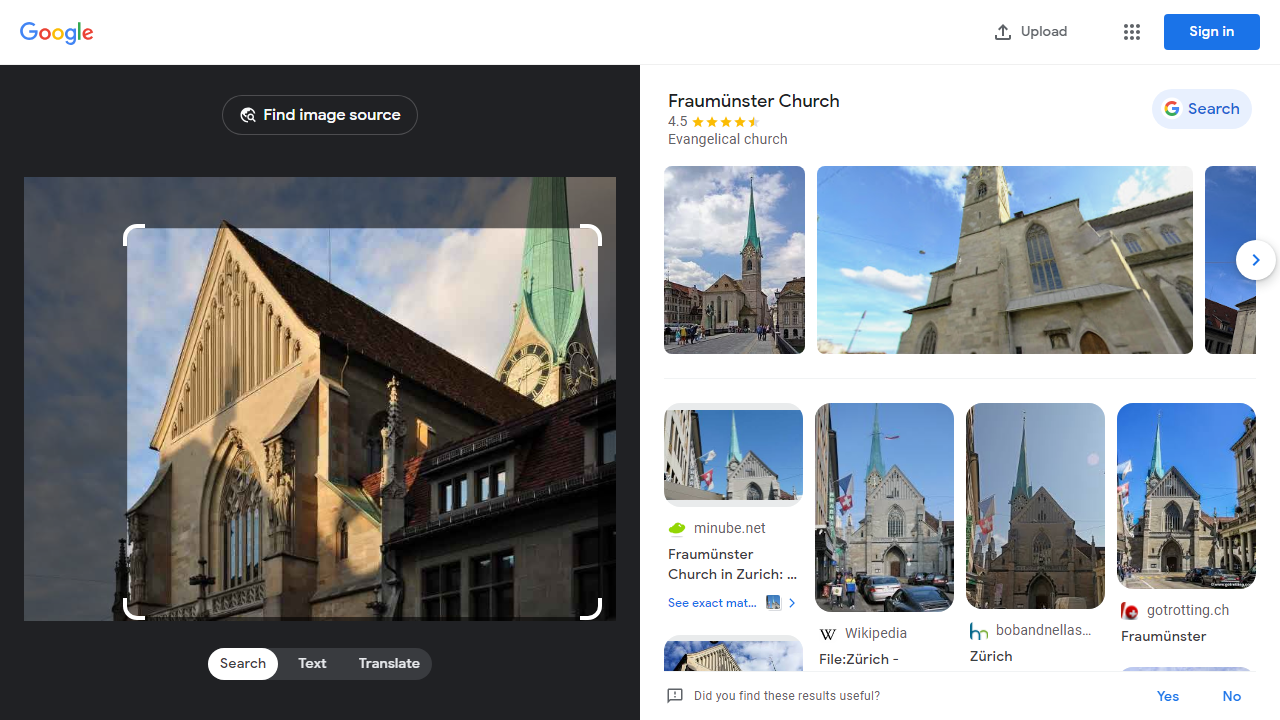 Google
Upload
Sign in
Find image source
Fraumünster Church
4.5
Evangelical church
Search
minube.net
Fraumünster
Church in Zurich: ...
See exact mat...
Wikipedia
File:Zürich -
bobandnellas...
Zürich
gotrotting.ch
Fraumünster
Search
Text
Translate
Did you find these results useful?
Yes
No